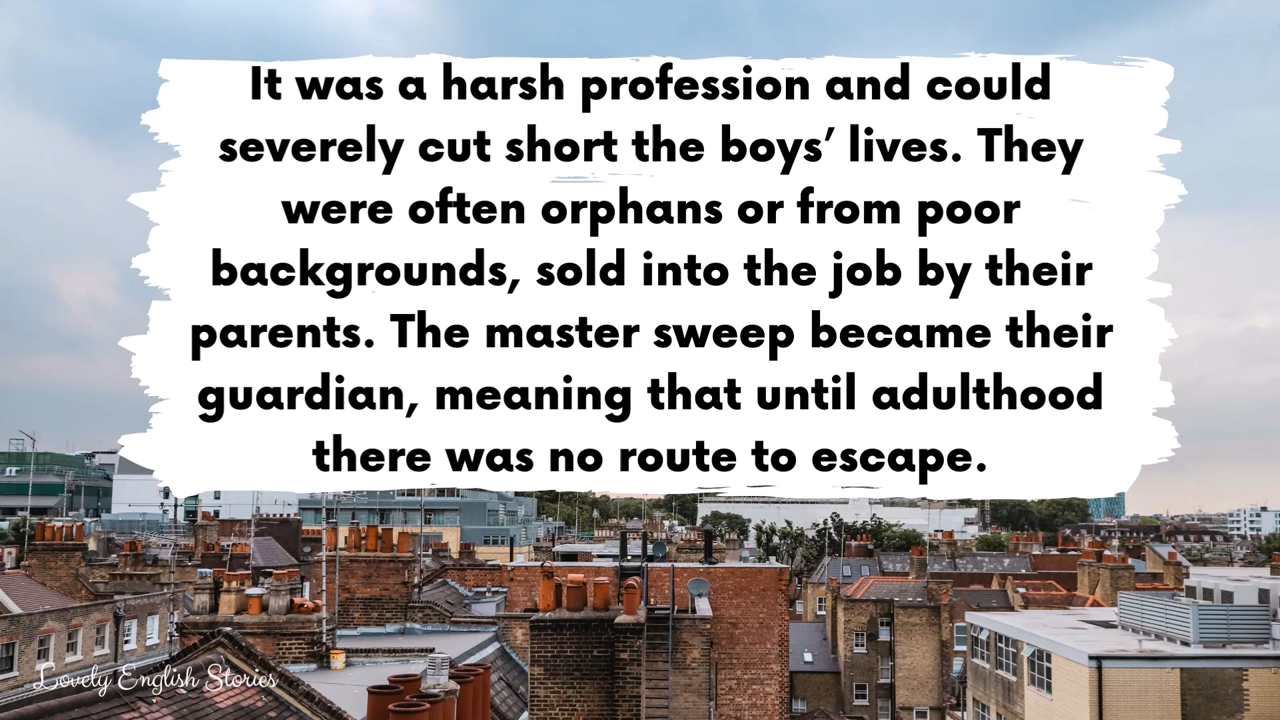 It was a harsh profession and could
severely cut short the boys’ lives. They
were often orphans or from poor
backgrounds, sold into the job by their
parents. The master sweep became their
guardian, meaning that until adulthood
there was no route to escape.
Lovely English Stories